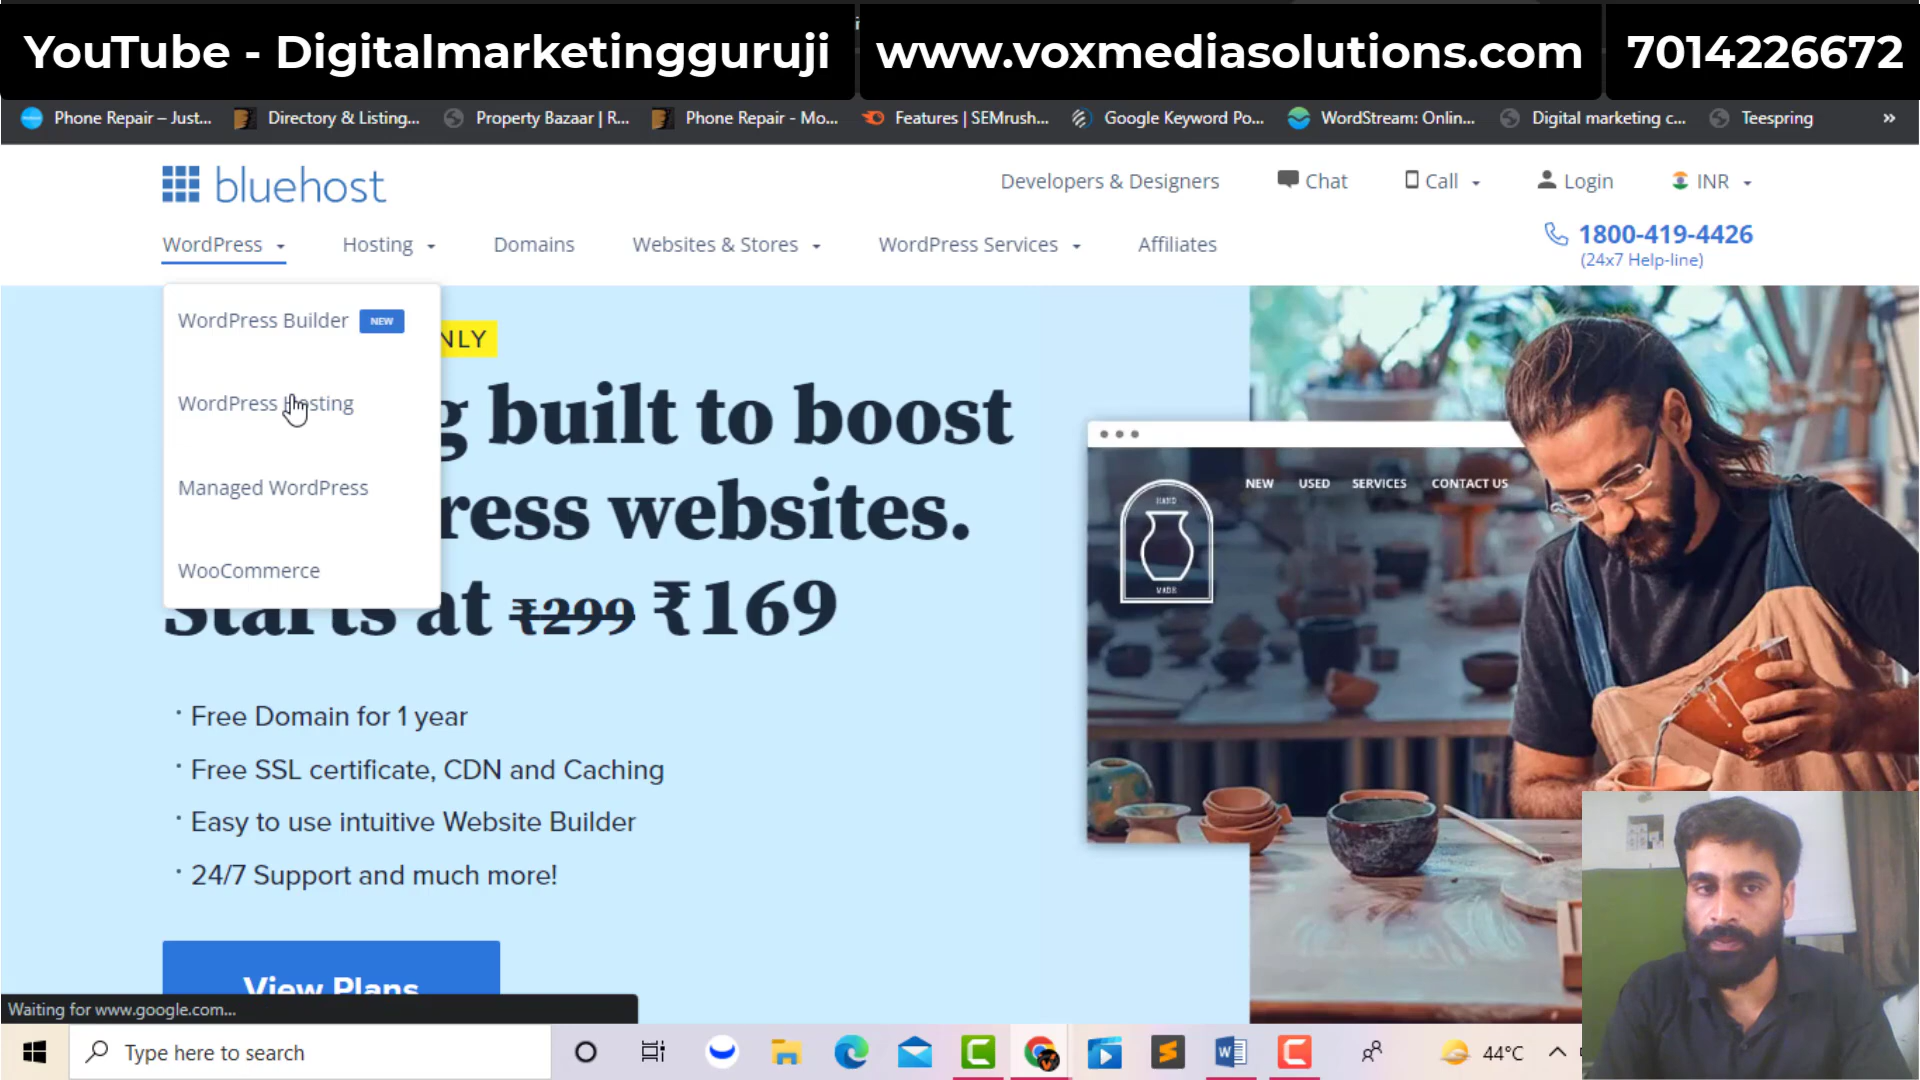 YouTube - Digitalmarketingguruji www.voxmediasolutions.com 7014226672
Phone Repair – Just... Directory & Listing... Property Bazaar | R... Phone Repair - Mo... Features | SEMrush... Google Keyword Po... WordStream: Onlin... Digital marketing c... Teespring »
bluehost
Developers & Designers Chat Call Login INR
WordPress Hosting Domains Websites & Stores WordPress Services Affiliates
1800-419-4426
(24x7 Help-line)
WordPress Builder NEW
WordPress Hosting
Managed WordPress
WooCommerce
NLY
g built to boost
ress websites.
Starts at ₹299 ₹169
· Free Domain for 1 year
· Free SSL certificate, CDN and Caching
· Easy to use intuitive Website Builder
· 24/7 Support and much more!
View Plans
NEW USED SERVICES CONTACT US
HAND
MADE
Waiting for www.google.com...
Type here to search
44°C